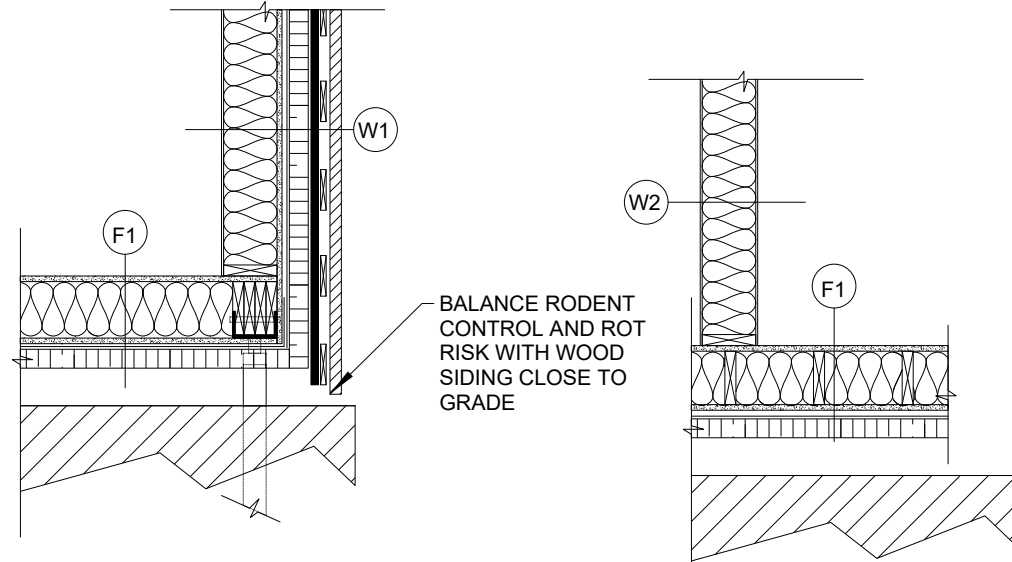 W1
F1
BALANCE RODENT
CONTROL AND ROT
RISK WITH WOOD
SIDING CLOSE TO
GRADE
W2
F1